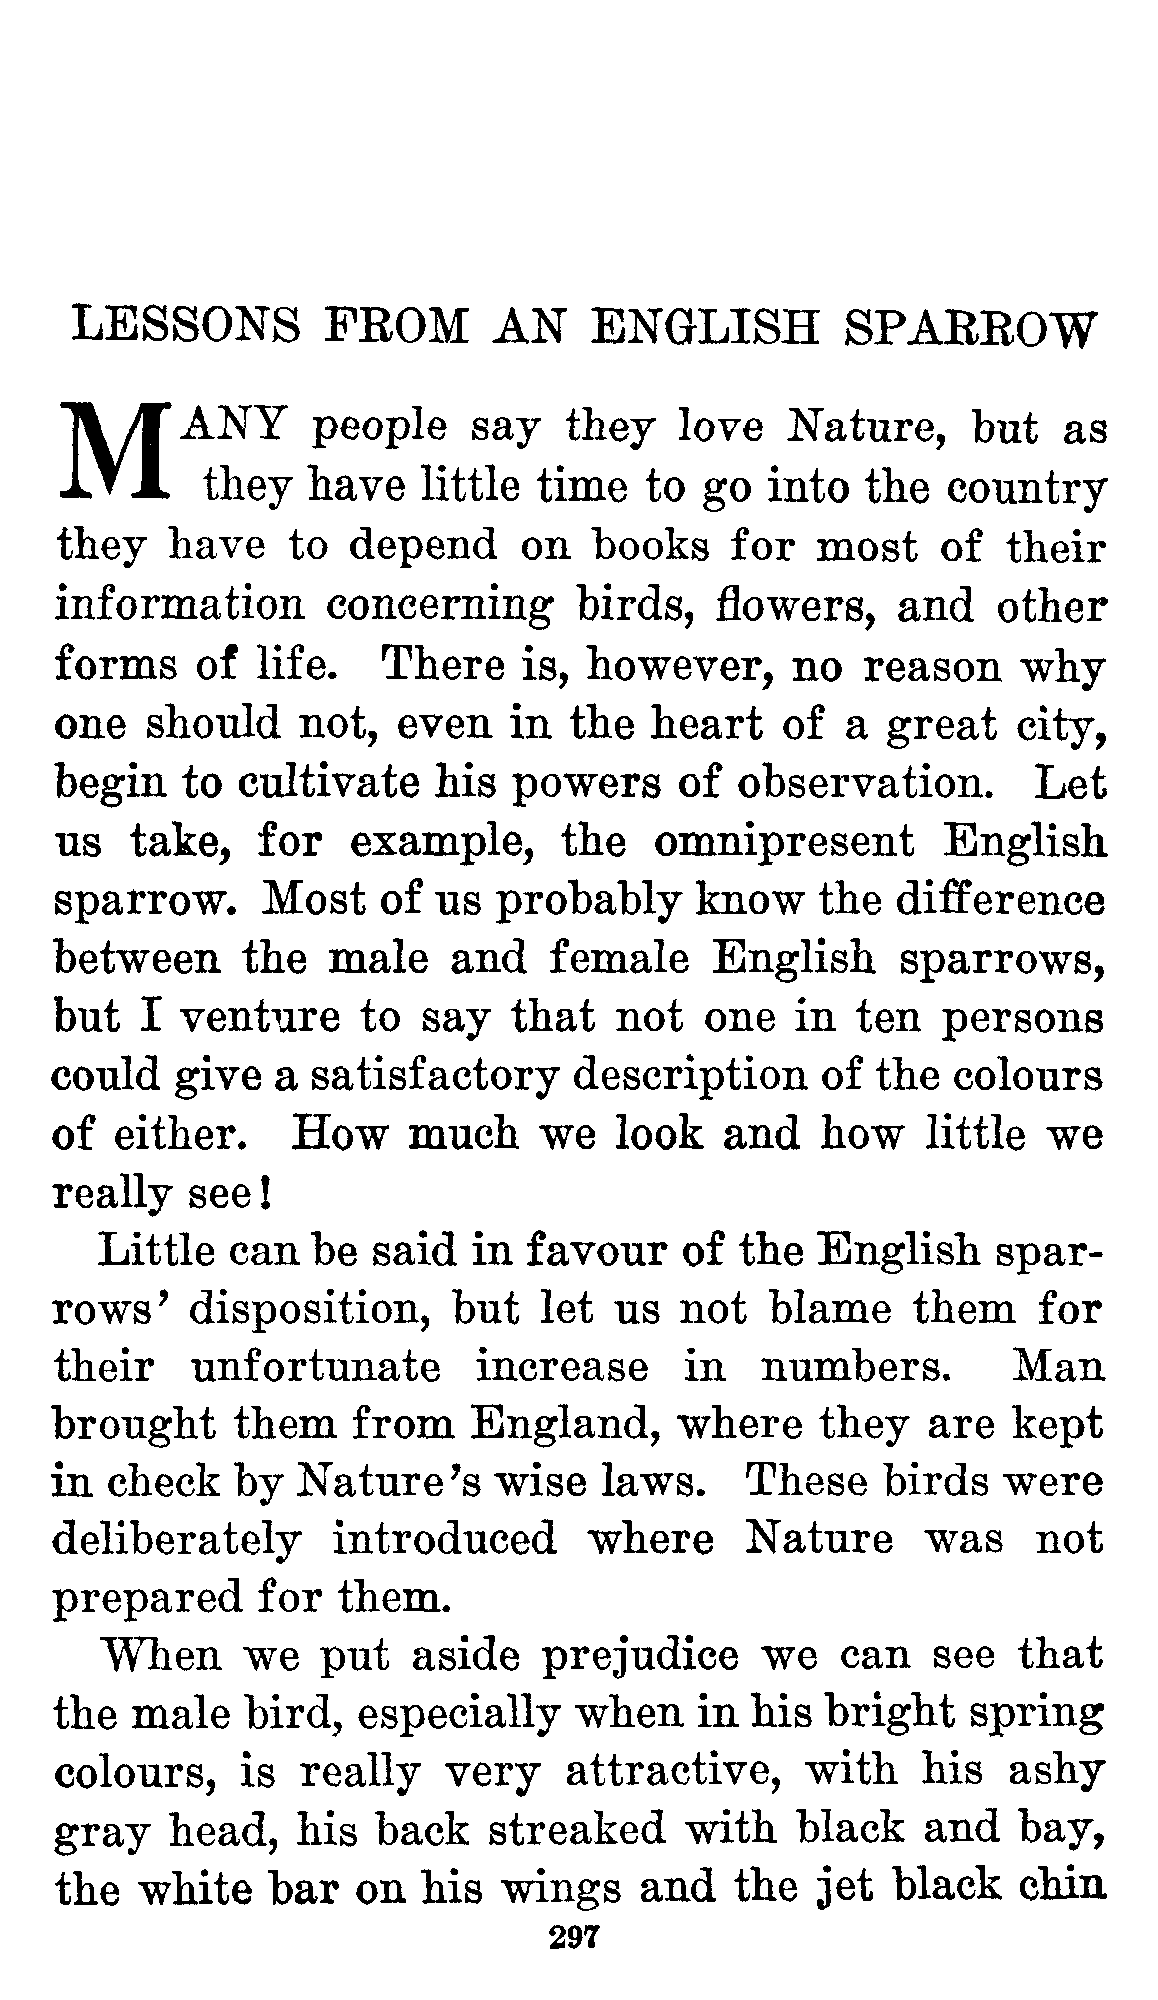 LESSONS FROM AN ENGLISH SPARROW
MANY people say they love Nature, but as
they have little time to go into the country
they have to depend on books for most of their
information concerning birds, flowers, and other
forms of life. There is, however, no reason why
one should not, even in the heart of a great city,
begin to cultivate his powers of observation. Let
us take, for example, the omnipresent English
sparrow. Most of us probably know the difference
between the male and female English sparrows,
but I venture to say that not one in ten persons
could give a satisfactory description of the colours
of either. How much we look and how little we
really see!
Little can be said in favour of the English spar-
rows' disposition, but let us not blame them for
their unfortunate increase in numbers. Man
brought them from England, where they are kept
in check by Nature's wise laws. These birds were
deliberately introduced where Nature was not
prepared for them.
When we put aside prejudice we can see that
the male bird, especially when in his bright spring
colours, is really very attractive, with his ashy
gray head, his back streaked with black and bay,
the white bar on his wings and the jet black chin
297